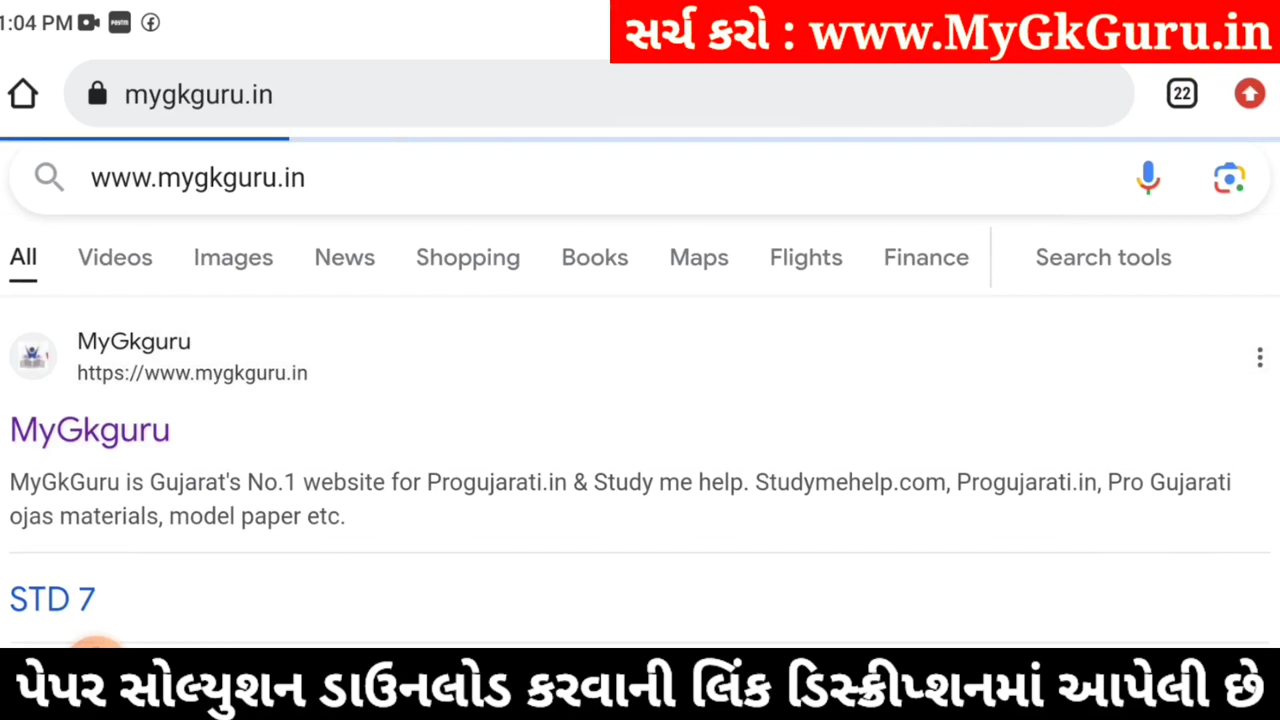 1:04 PM
સર્ચ કરો : www.MyGkGuru.in
mygkguru.in
22
www.mygkguru.in
All Videos Images News Shopping Books Maps Flights Finance Search tools
MyGkguru
https://www.mygkguru.in
MyGkguru
MyGkGuru is Gujarat's No.1 website for Progujarati.in & Study me help. Studymehelp.com, Progujarati.in, Pro Gujarati
ojas materials, model paper etc.
STD 7
પેપર સોલ્યુશન ડાઉનલોડ કરવાની લિંક ડિસ્ક્રીપ્શનમાં આપેલી છે